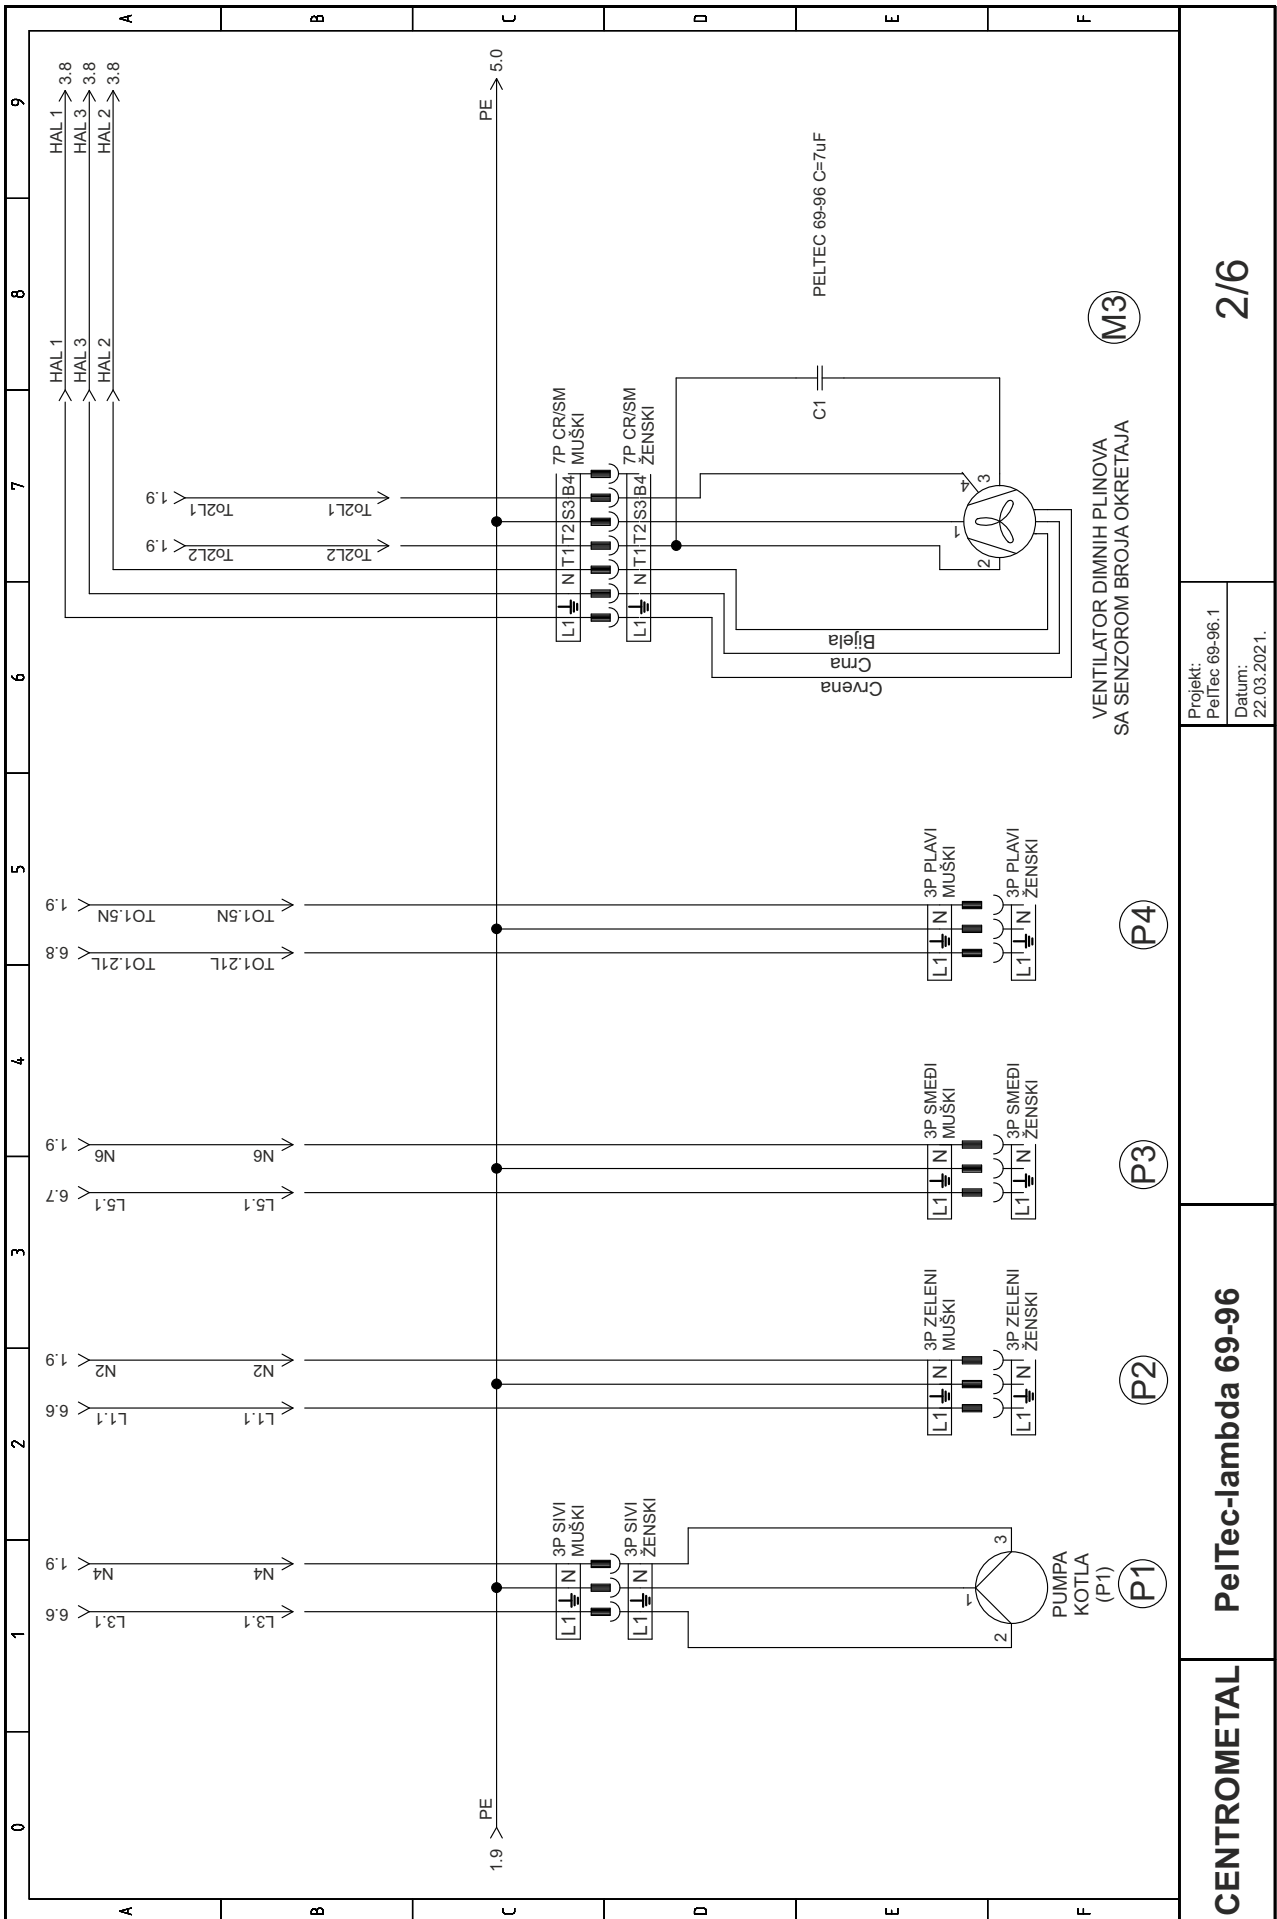 0 1 2 3 4 5 6 7 8 9
A A
B B
C C
D D
E E
F F
1.9 PE
PE 5.0
6.6 1.9
L3.1 N4
L3.1 N4
3P SIVI
MUŠKI
L1 N
3P SIVI
ŽENSKI
L1 N
1
2 3
PUMPA
KOTLA
(P1)
P1
6.6 1.9
L1.1 N2
L1.1 N2
3P ZELENI
MUŠKI
L1 N
3P ZELENI
ŽENSKI
L1 N
P2
6.7 1.9
L5.1 N6
L5.1 N6
3P SMEĐI
MUŠKI
L1 N
3P SMEĐI
ŽENSKI
L1 N
P3
6.8 1.9
TO1.21L TO1.5N
TO1.21L TO1.5N
3P PLAVI
MUŠKI
L1 N
3P PLAVI
ŽENSKI
L1 N
P4
HAL 1 HAL 1 3.8
HAL 3 HAL 3 3.8
HAL 2 HAL 2 3.8
1.9 1.9
To2L2 To2L1
To2L2 To2L1
7P CR/SM
MUŠKI
L1 N T1 T2 S3 B4
7P CR/SM
ŽENSKI
L1 N T1 T2 S3 B4
Crvena
Crna
Bijela
C1
PELTEC 69-96 C=7uF
1 4
2 3
VENTILATOR DIMNIH PLINOVA
SA SENZOROM BROJA OKRETAJA
M3
CENTROMETAL
PelTec-lambda 69-96
Projekt:
PelTec 69-96.1
Datum:
22.03.2021.
2/6